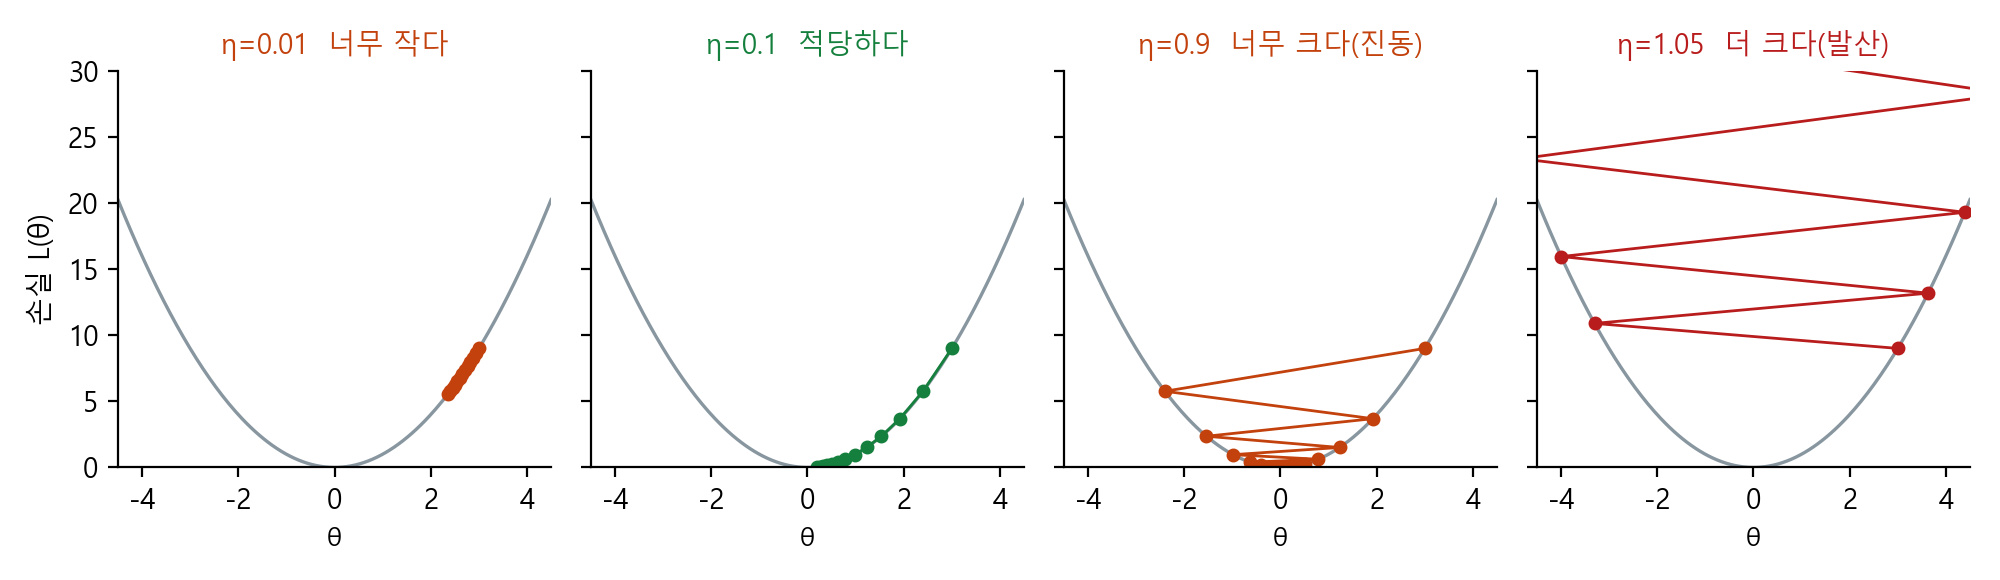 η=0.01 너무 작다
η=0.1 적당하다
η=0.9 너무 크다(진동)
η=1.05 더 크다(발산)
손실 L(θ)
30
25
20
15
10
5
0
-4 -2 0 2 4
-4 -2 0 2 4
-4 -2 0 2 4
-4 -2 0 2 4
θ
θ
θ
θ